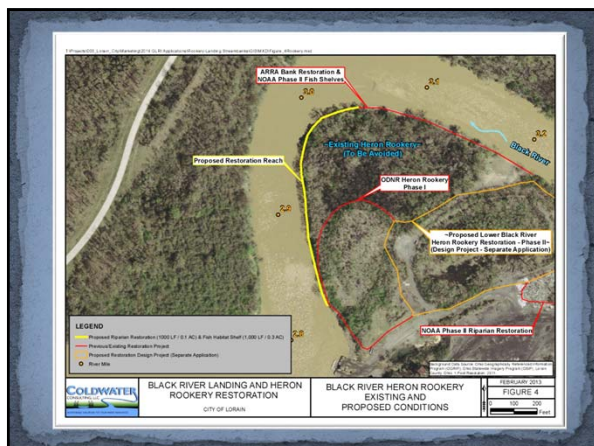 ARRA Bank Restoration &
NOAA Phase II Fish Shelves
~Existing Heron Rookery~
(To Be Avoided)
Black River
Proposed Restoration Reach
ODNR Heron Rookery
Phase I
~Proposed Lower Black River
Heron Rookery Restoration - Phase II~
(Design Project - Separate Application)
NOAA Phase II Riparian Restoration
LEGEND
Proposed Riparian Restoration (1000 LF / 0.1 AC) & Fish Habitat Shelf (1,000 LF / 0.3 AC)
Previous/Existing Restoration Project
Proposed Restoration Design Project (Separate Application)
River Mile
COLDWATER
CONSULTING, LLC
BLACK RIVER LANDING AND HERON
ROOKERY RESTORATION
CITY OF LORAIN
BLACK RIVER HERON ROOKERY
EXISTING AND
PROPOSED CONDITIONS
FEBRUARY 2013
FIGURE 4
0 100 200
Feet